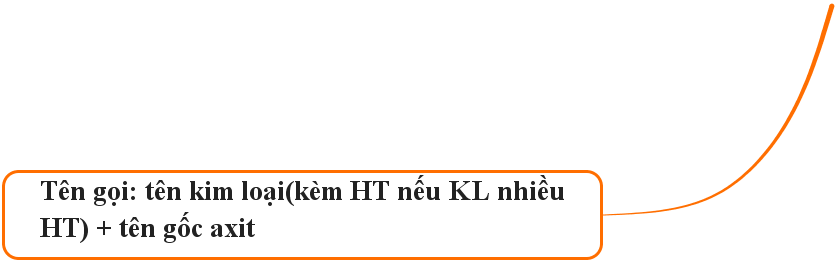 Tên gọi: tên kim loại(kèm HT nếu KL nhiều
HT) + tên gốc axit